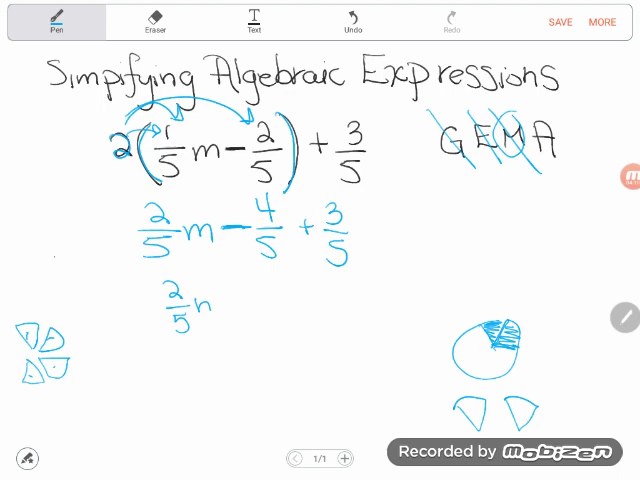 Pen Eraser Text Undo Redo SAVE MORE
Simpifying Algebraic Expressions
2(1/5 m - 2/5) + 3/5 GEMA
2/5 m - 4/5 + 3/5
2/5 n
1/1
Recorded by mobizen